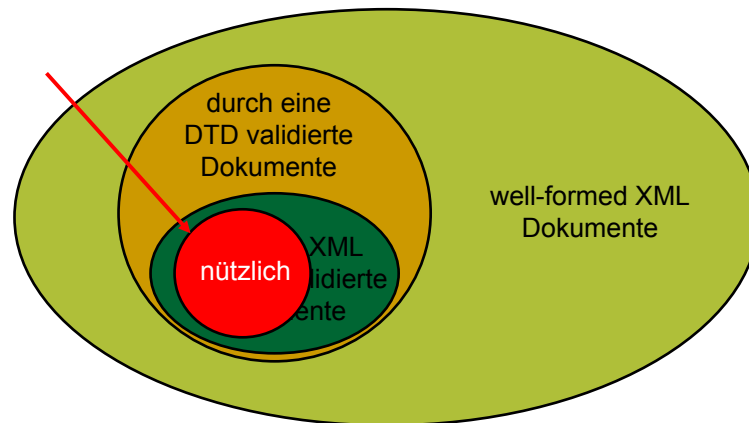 durch eine
DTD validierte
Dokumente
well-formed XML
Dokumente
XML
nützlich